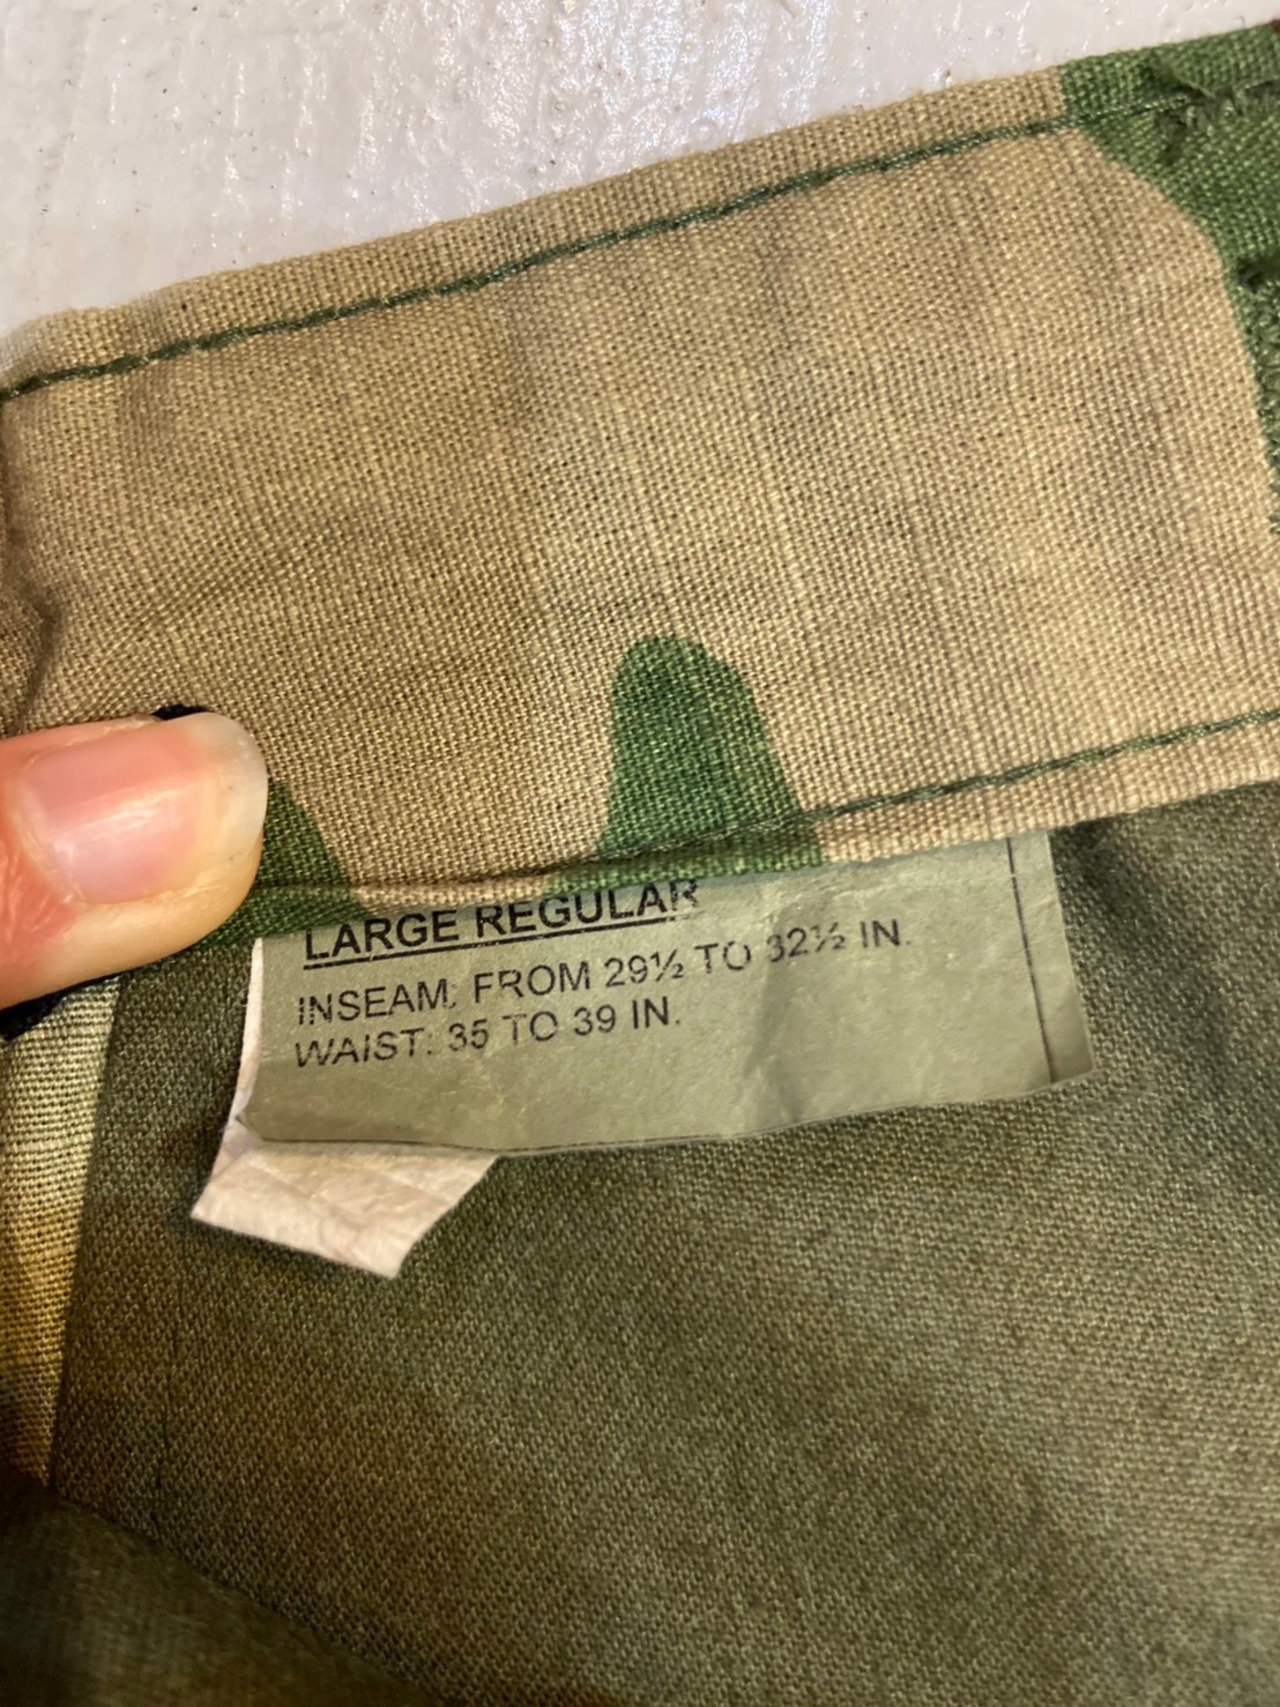 LARGE REGULAR
INSEAM: FROM 29½ TO 32½ IN.
WAIST: 35 TO 39 IN.